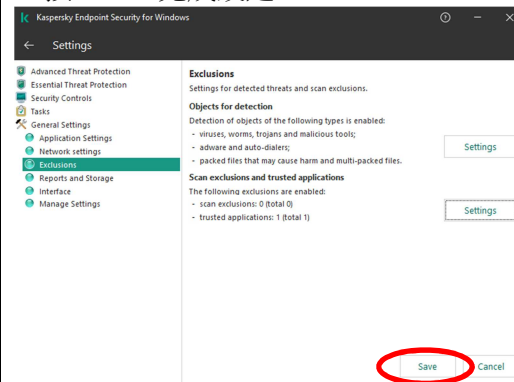 Kaspersky Endpoint Security for Windows
Settings
Advanced Threat Protection
Essential Threat Protection
Security Controls
Tasks
General Settings
Application Settings
Network settings
Exclusions
Reports and Storage
Interface
Manage Settings
Exclusions
Settings for detected threats and scan exclusions.
Objects for detection
Detection of objects of the following types is enabled:
- viruses, worms, trojans and malicious tools;
- adware and auto-dialers;
- packed files that may cause harm and multi-packed files.
Settings
Scan exclusions and trusted applications
The following exclusions are enabled:
- scan exclusions: 0 (total 0)
- trusted applications: 1 (total 1)
Settings
Save
Cancel